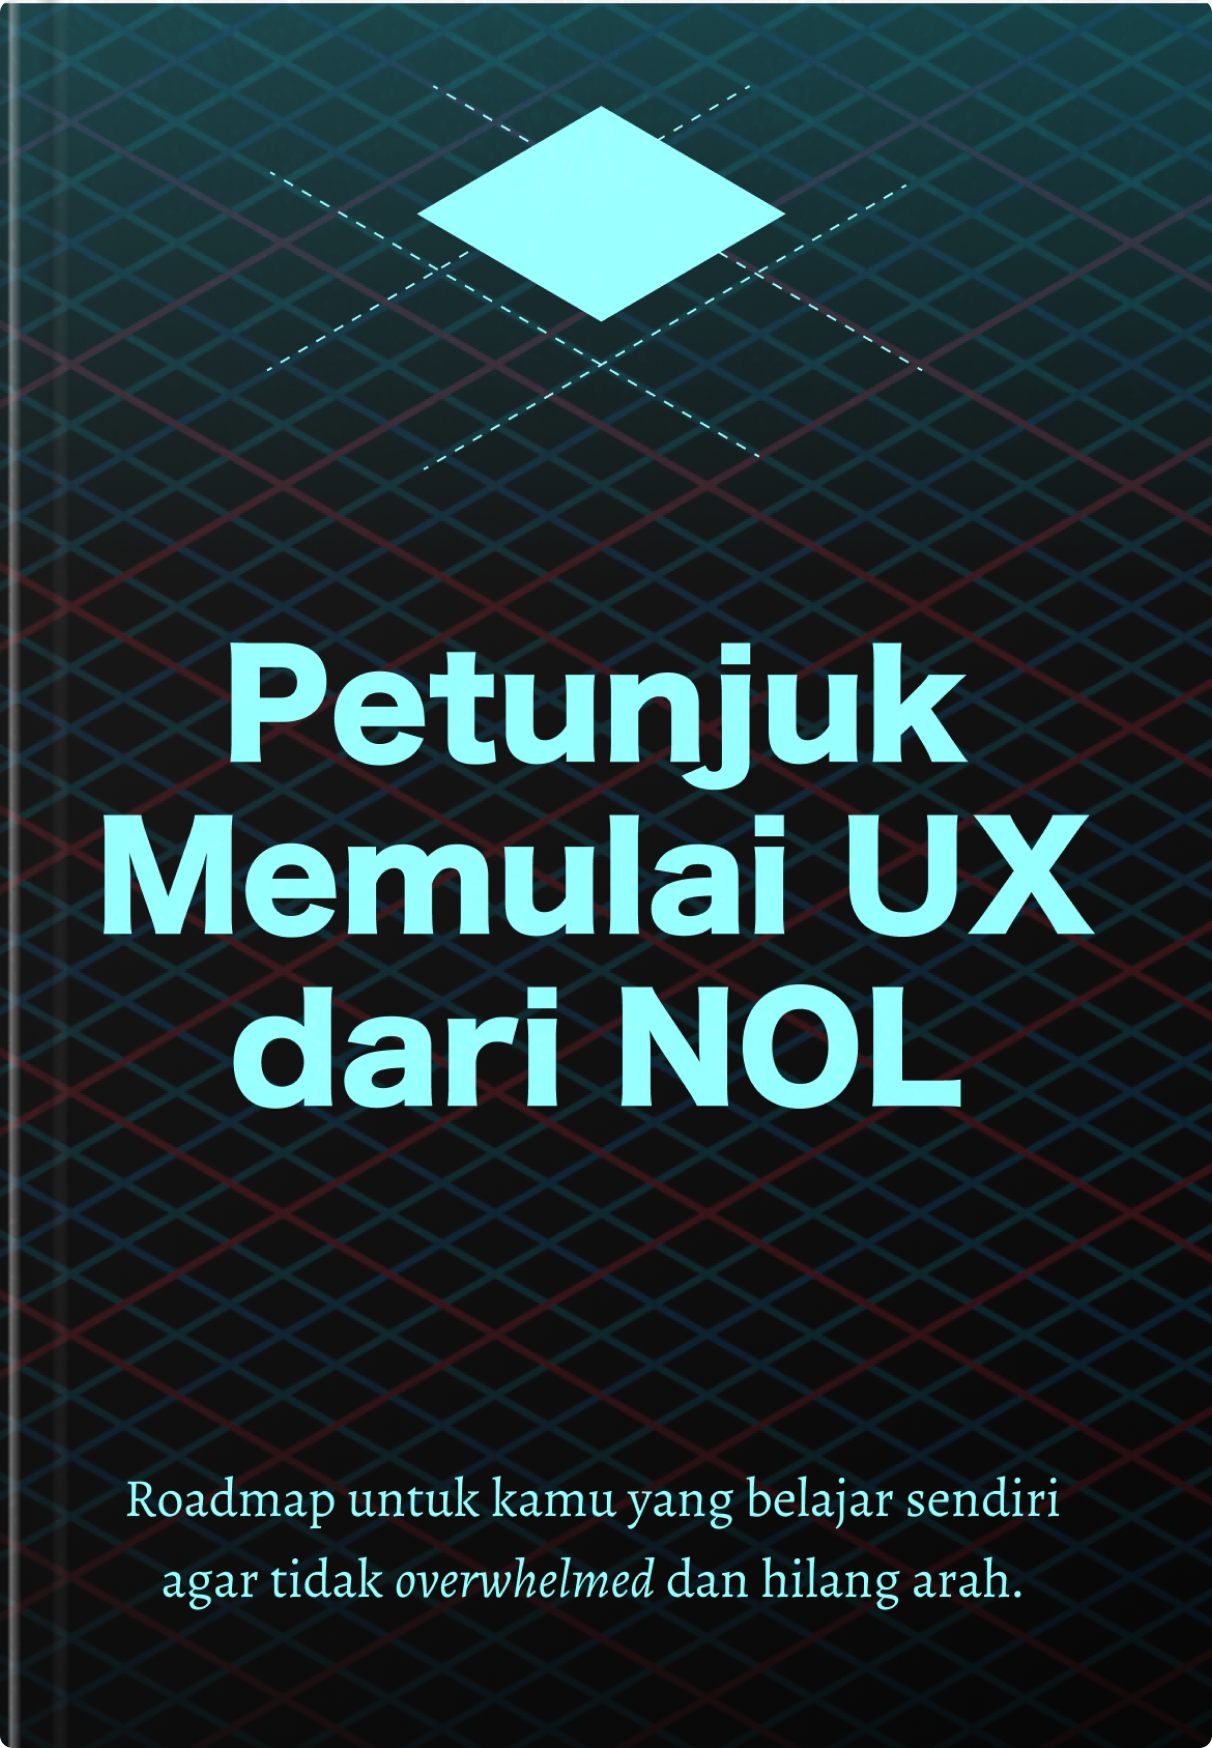 Petunjuk
Memulai UX
dari NOL
Roadmap untuk kamu yang belajar sendiri
agar tidak overwhelmed dan hilang arah.